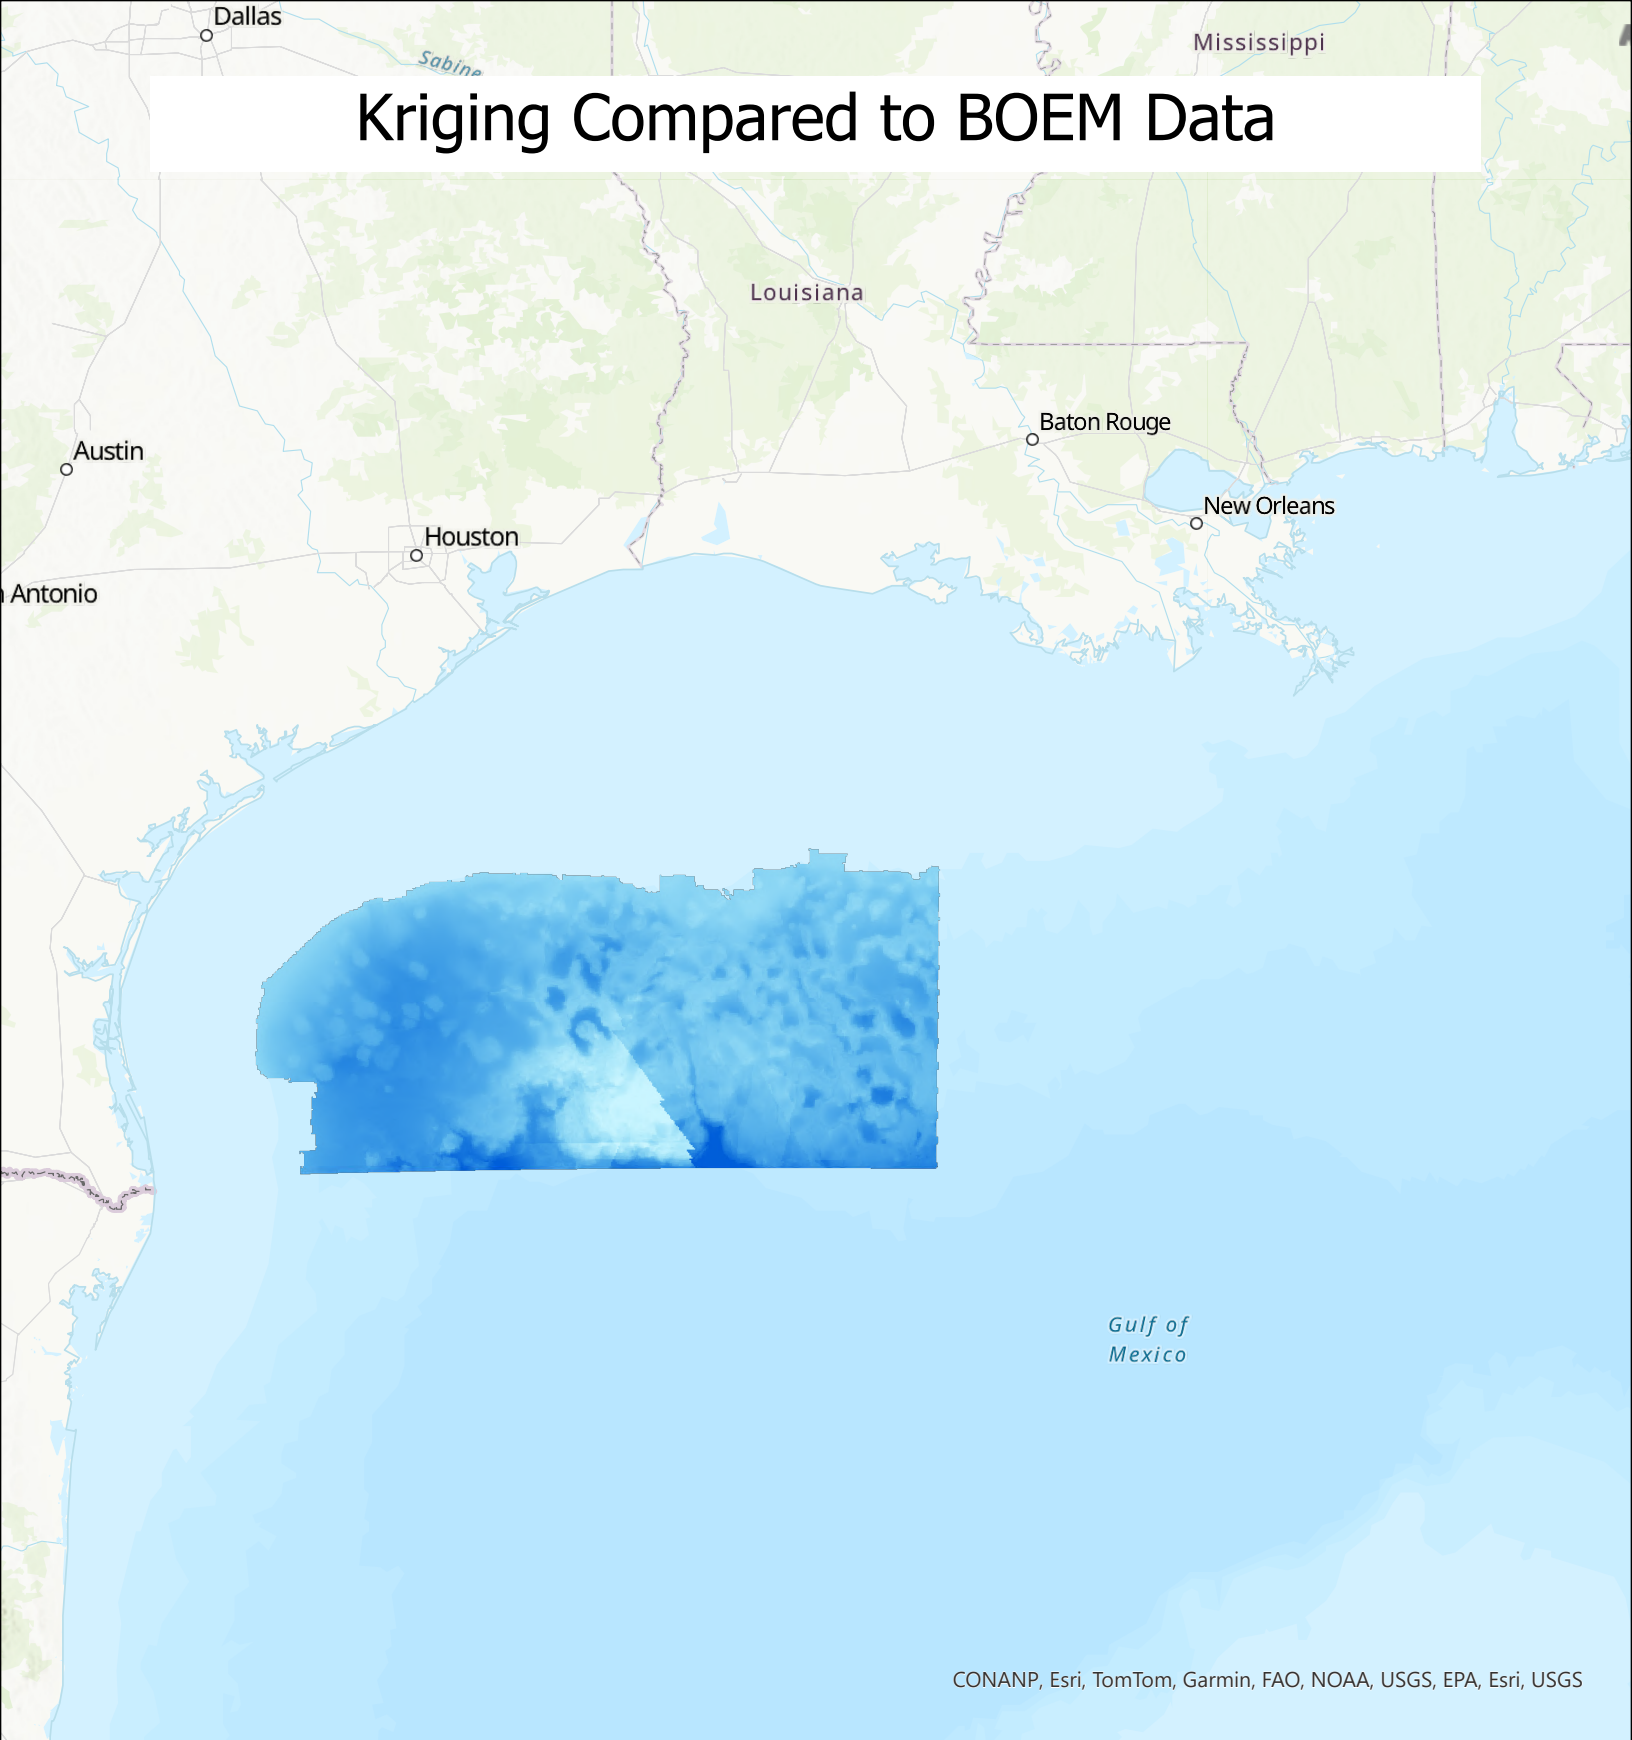 Dallas
Mississippi
Sabine
Kriging Compared to BOEM Data
Louisiana
Baton Rouge
Austin
New Orleans
Houston
Antonio
Gulf of
Mexico
CONANP, Esri, TomTom, Garmin, FAO, NOAA, USGS, EPA, Esri, USGS